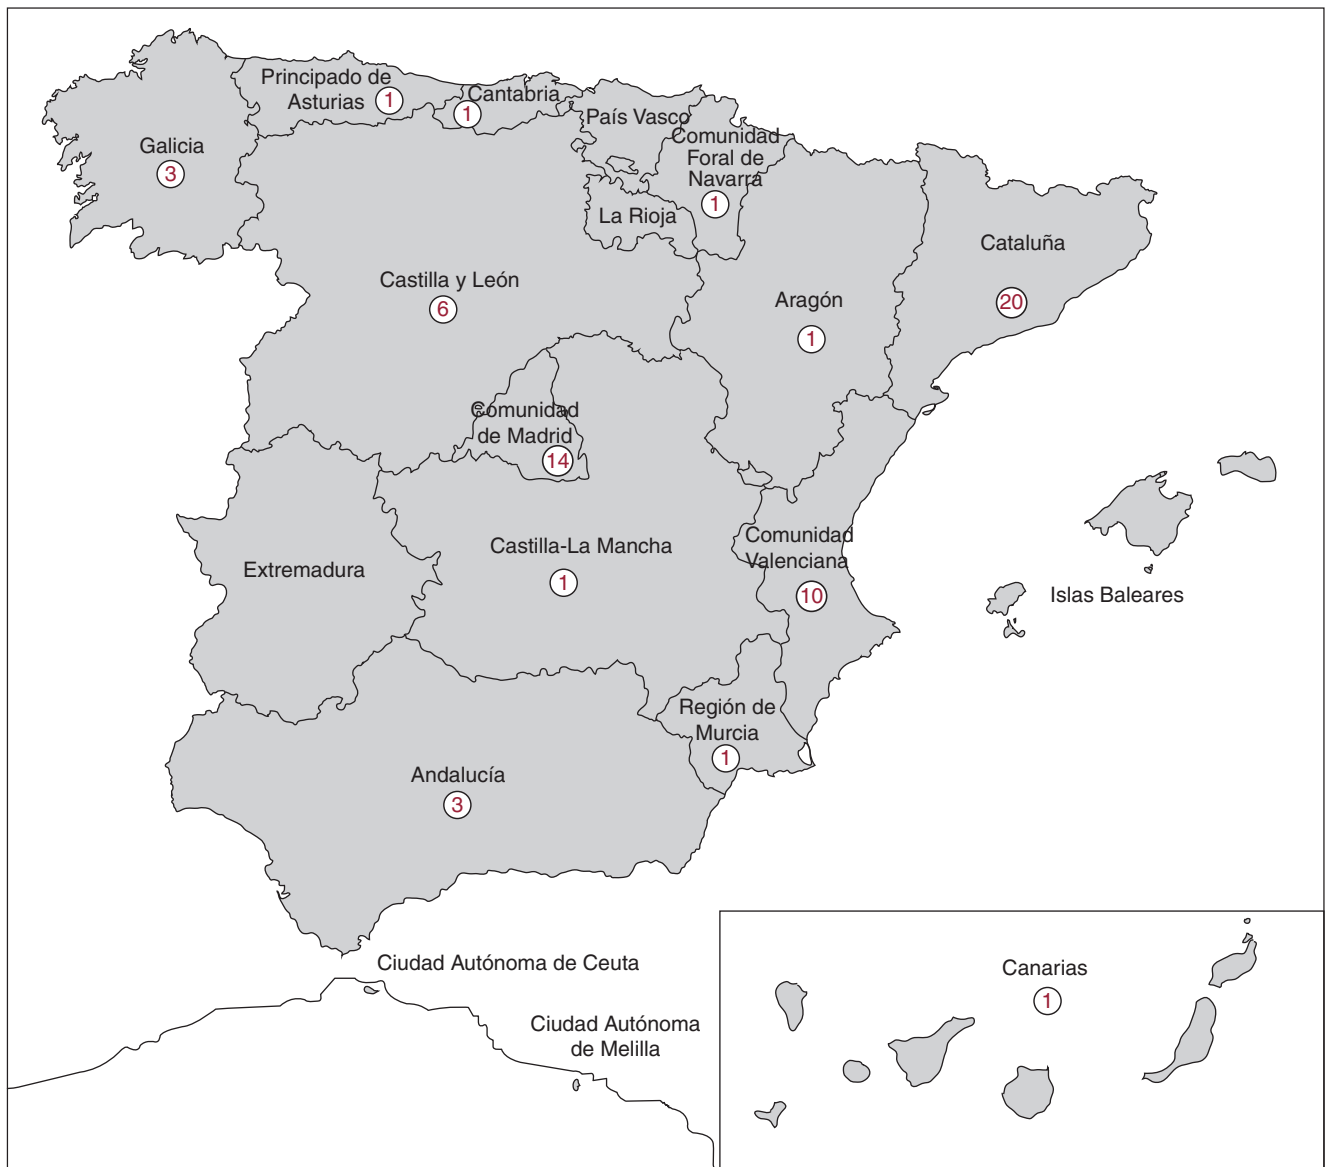 Principado de
Asturias 1
Cantabria
1
País Vasco
Comunidad
Foral de
Navarra
1
Galicia
3
La Rioja
Cataluña
20
Castilla y León
6
Aragón
1
Comunidad
de Madrid
14
Castilla-La Mancha
1
Comunidad
Valenciana
10
Extremadura
Islas Baleares
Región de
Murcia
1
Andalucía
3
Ciudad Autónoma de Ceuta
Ciudad Autónoma
de Melilla
Canarias
1